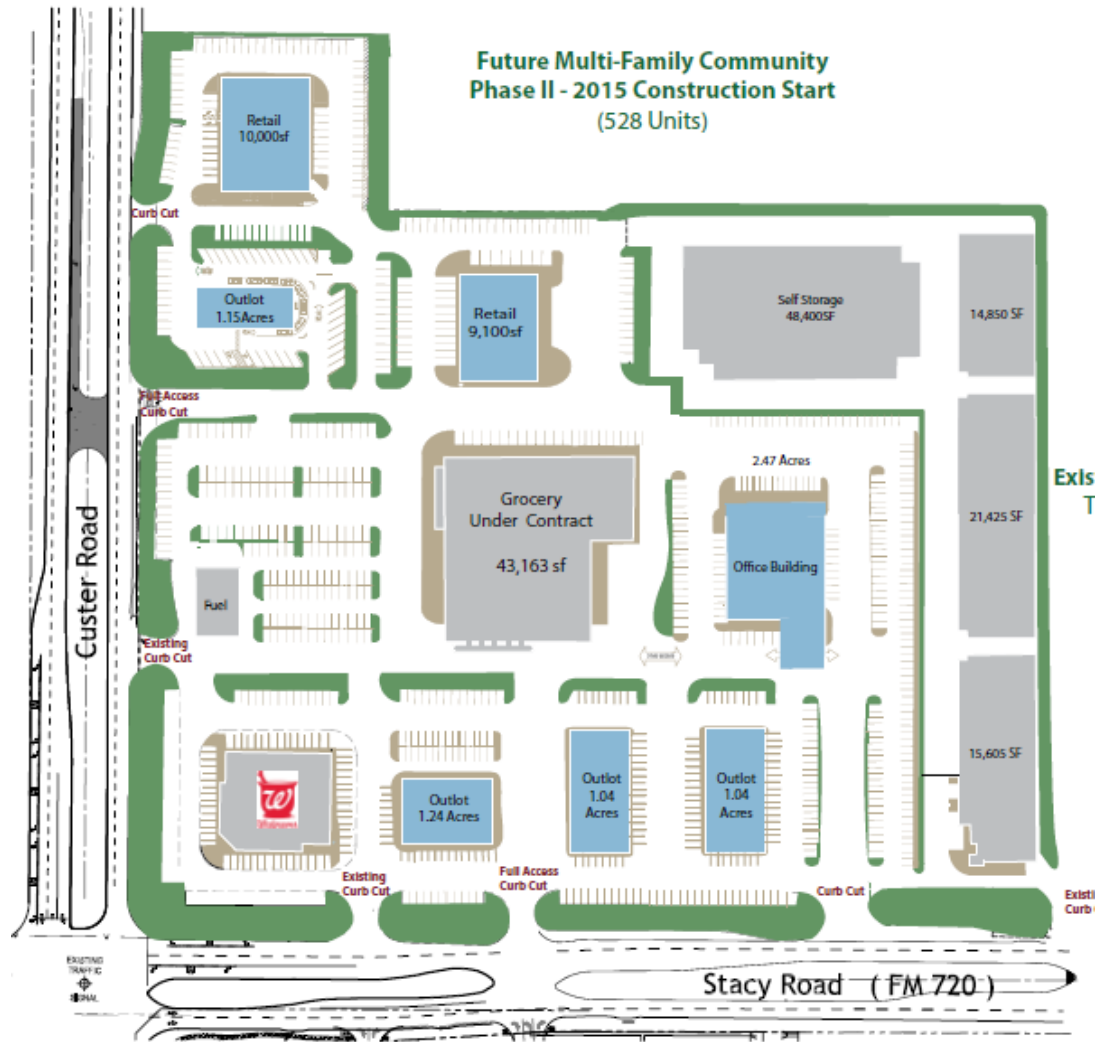 Future Multi-Family Community
Phase II - 2015 Construction Start
(528 Units)
Retail
10,000sf
Curb Cut
Outlot
1.15Acres
Retail
9,100sf
Self Storage
48,400SF
14,850 SF
Full Access
Curb Cut
2.47 Acres
Grocery
Under Contract
43,163 sf
Office Building
21,425 SF
Exis
T
Custer Road
Fuel
Existing
Curb Cut
15,605 SF
W
Walgreens
Outlot
1.24 Acres
Outlot
1.04
Acres
Outlot
1.04
Acres
Existing
Curb Cut
Full Access
Curb Cut
Curb Cut
Existi
Curb
EXISTING
TRAFFIC
SIGNAL
Stacy Road ( FM 720 )